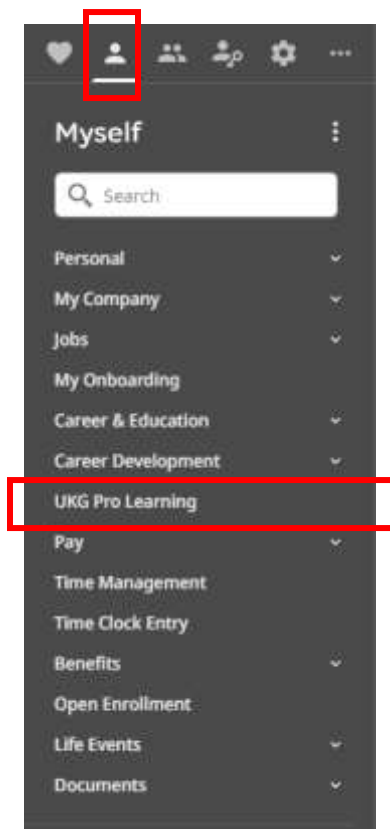 Myself
Search
Personal
My Company
Jobs
My Onboarding
Career & Education
Career Development
UKG Pro Learning
Pay
Time Management
Time Clock Entry
Benefits
Open Enrollment
Life Events
Documents